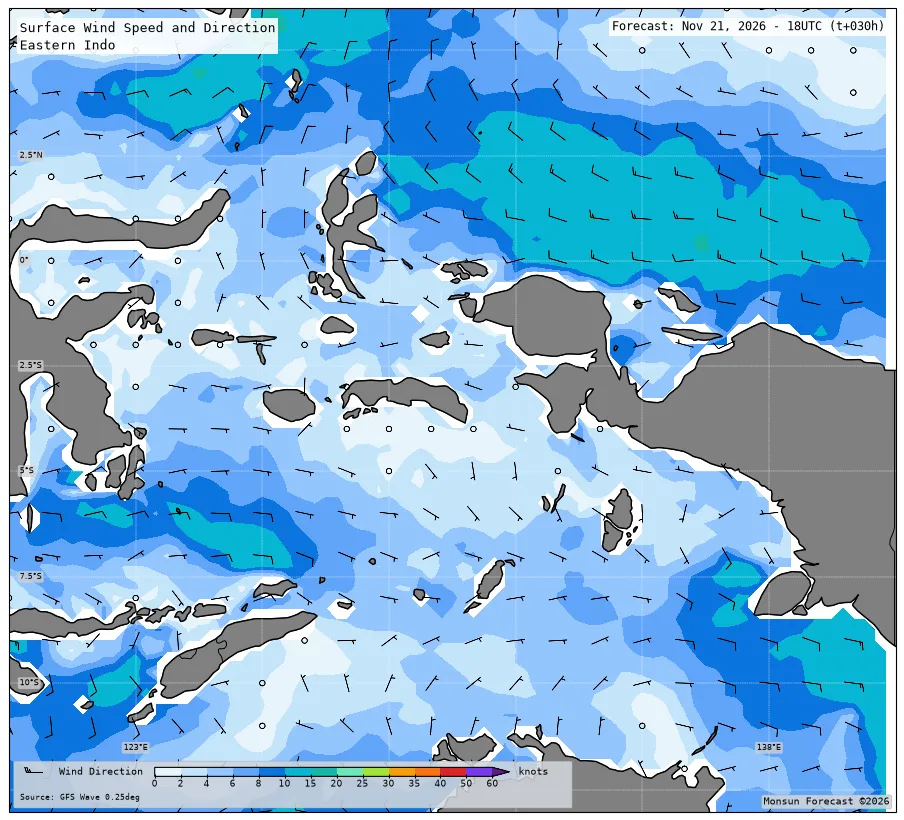 Surface Wind Speed and Direction
Eastern Indo
Forecast: Nov 21, 2026 - 18UTC (t+030h)
2.5°N
0°
2.5°S
5°S
7.5°S
10°S
123°E
138°E
Wind Direction
knots
0 2 4 6 8 10 15 20 25 30 35 40 50 60
Source: GFS Wave 0.25deg
Monsun Forecast ©2026